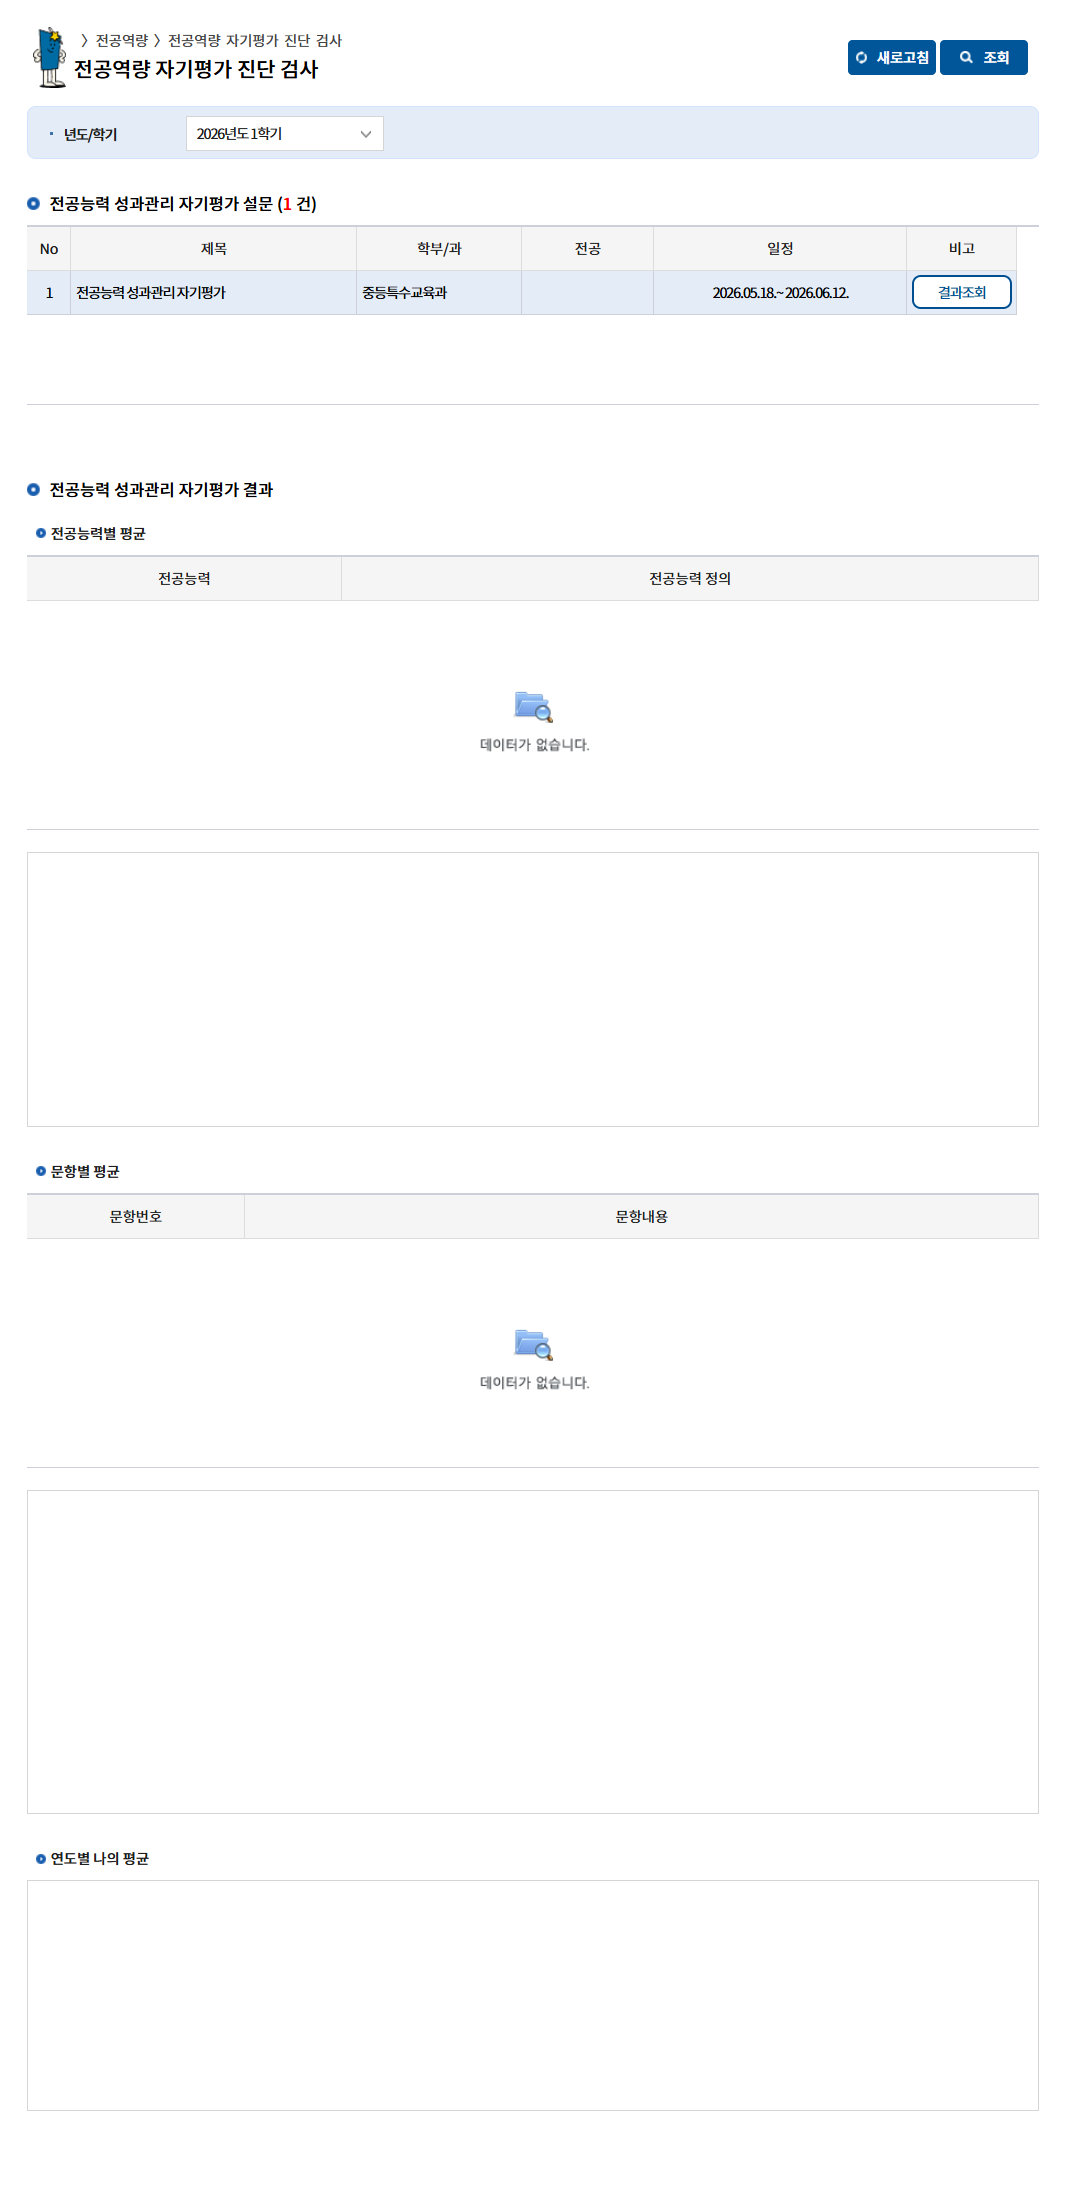 〉 전공역량 〉 전공역량 자기평가 진단 검사
전공역량 자기평가 진단 검사
새로고침 조회
년도/학기 2026년도 1학기
전공능력 성과관리 자기평가 설문 (1 건)
No 제목 학부/과 전공 일정 비고
1 전공능력 성과관리 자기평가 중등특수교육과 2026.05.18.~ 2026.06.12. 결과조회
전공능력 성과관리 자기평가 결과
전공능력별 평균
전공능력 전공능력 정의
데이터가 없습니다.
문항별 평균
문항번호 문항내용
데이터가 없습니다.
연도별 나의 평균